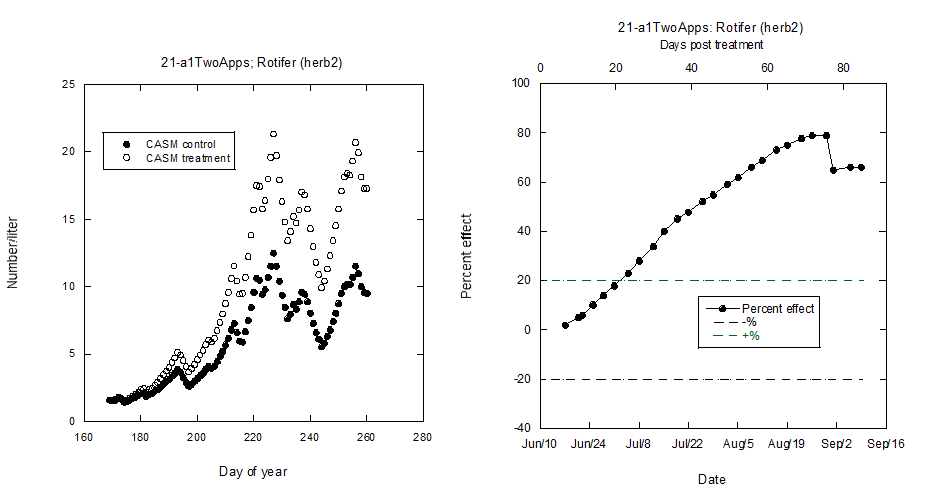 21-a1TwoApps; Rotifer (herb2)
25
20
15
10
5
0
160 180 200 220 240 260 280
Number/liter
Day of year
CASM control
CASM treatment
21-a1TwoApps: Rotifer (herb2)
Days post treatment
0 20 40 60 80
100
80
60
40
20
0
-20
-40
Percent effect
Percent effect
-%
+%
Jun/10 Jun/24 Jul/8 Jul/22 Aug/5 Aug/19 Sep/2 Sep/16
Date